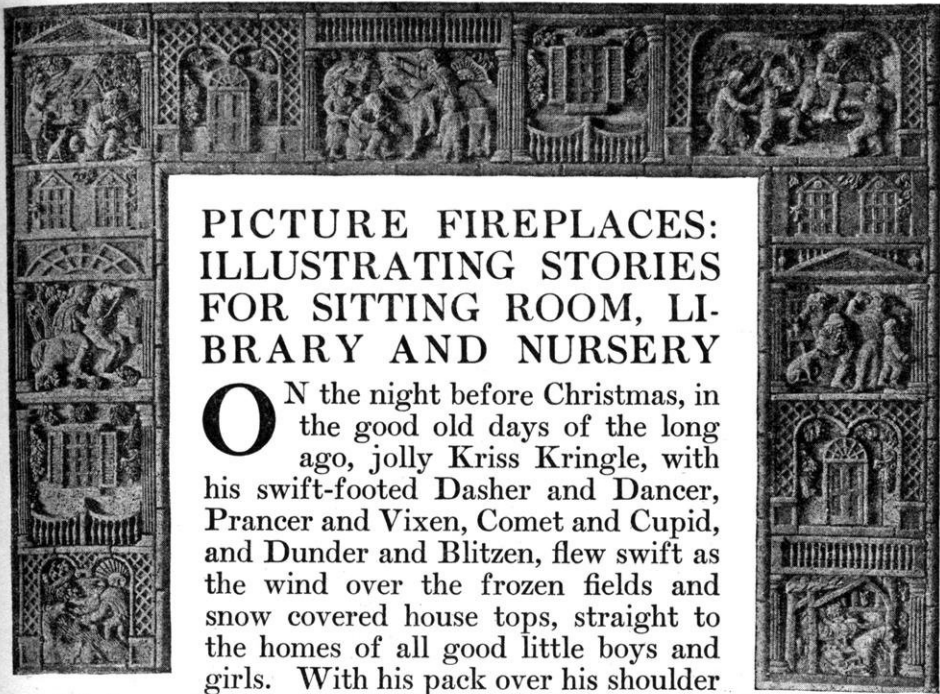 PICTURE FIREPLACES:
ILLUSTRATING STORIES
FOR SITTING ROOM, LI-
BRARY AND NURSERY
ON the night before Christmas, in
the good old days of the long
ago, jolly Kriss Kringle, with
his swift-footed Dasher and Dancer,
Prancer and Vixen, Comet and Cupid,
and Dunder and Blitzen, flew swift as
the wind over the frozen fields and
snow covered house tops, straight to
the homes of all good little boys and
girls. With his pack over his shoulder